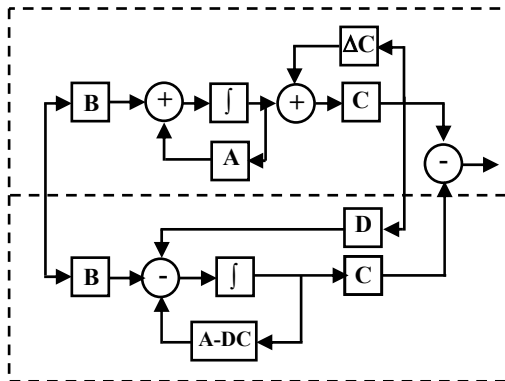 ΔC
B + ∫ + C
A
-
D
B - ∫ C
A-DC